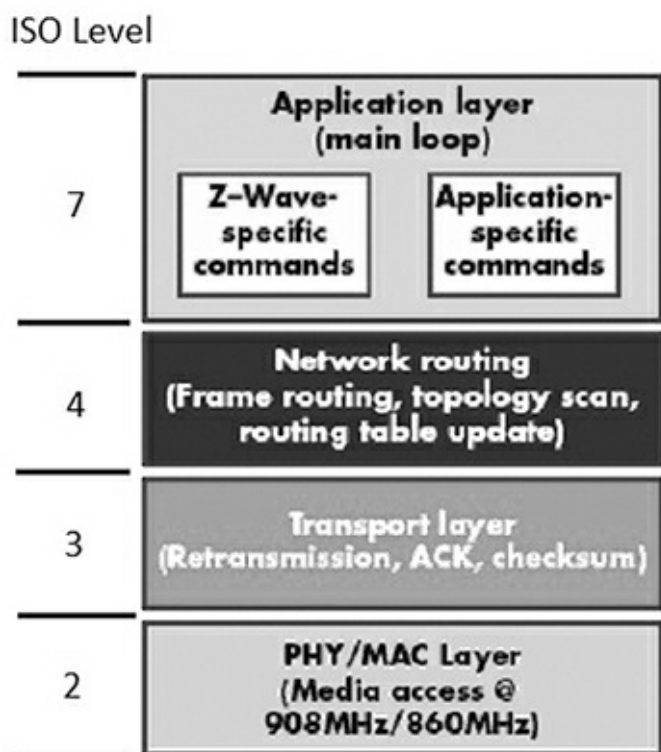 ISO Level
7
Application layer
(main loop)
Z-Wave-
specific
commands
Application-
specific
commands
4
Network routing
(Frame routing, topology scan,
routing table update)
3
Transport layer
(Retransmission, ACK, checksum)
2
PHY/MAC Layer
(Media access @
908MHz/860MHz)